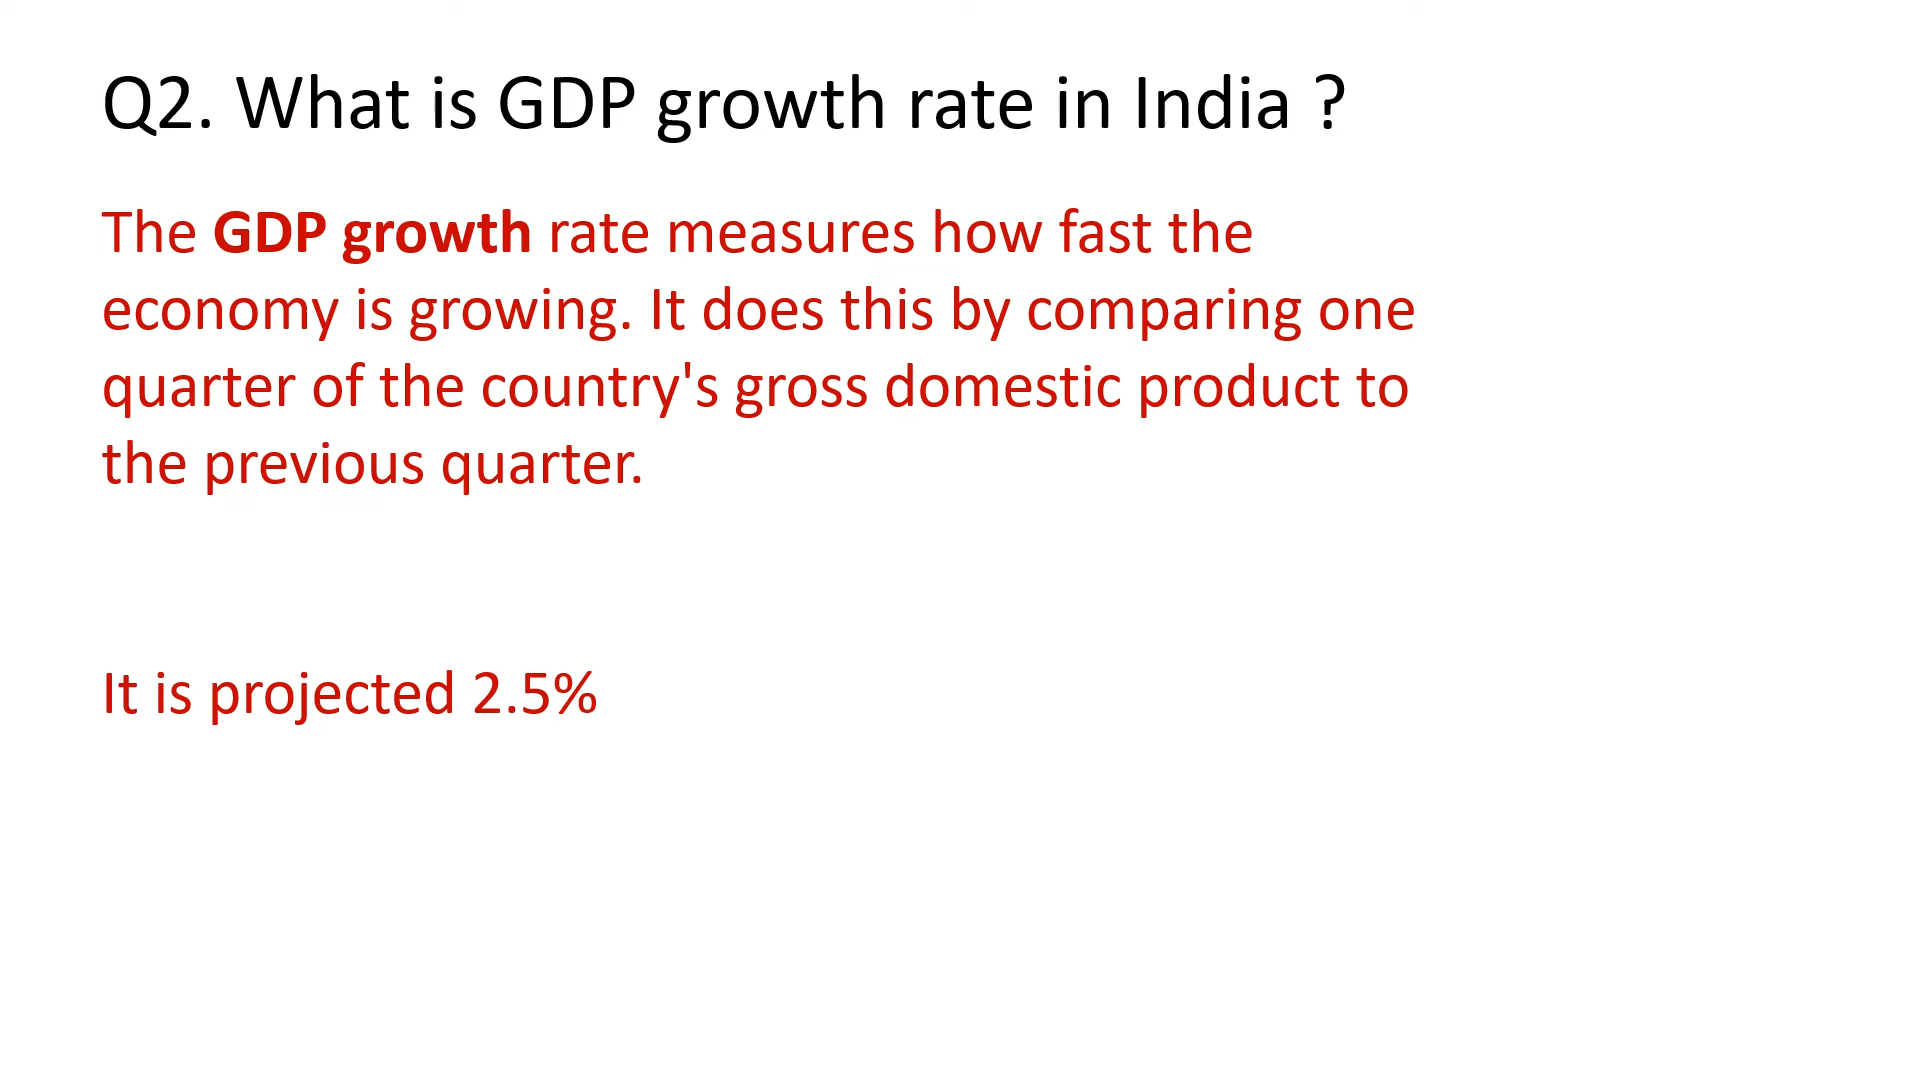 Q2. What is GDP growth rate in India ?
The GDP growth rate measures how fast the
economy is growing. It does this by comparing one
quarter of the country's gross domestic product to
the previous quarter.
It is projected 2.5%